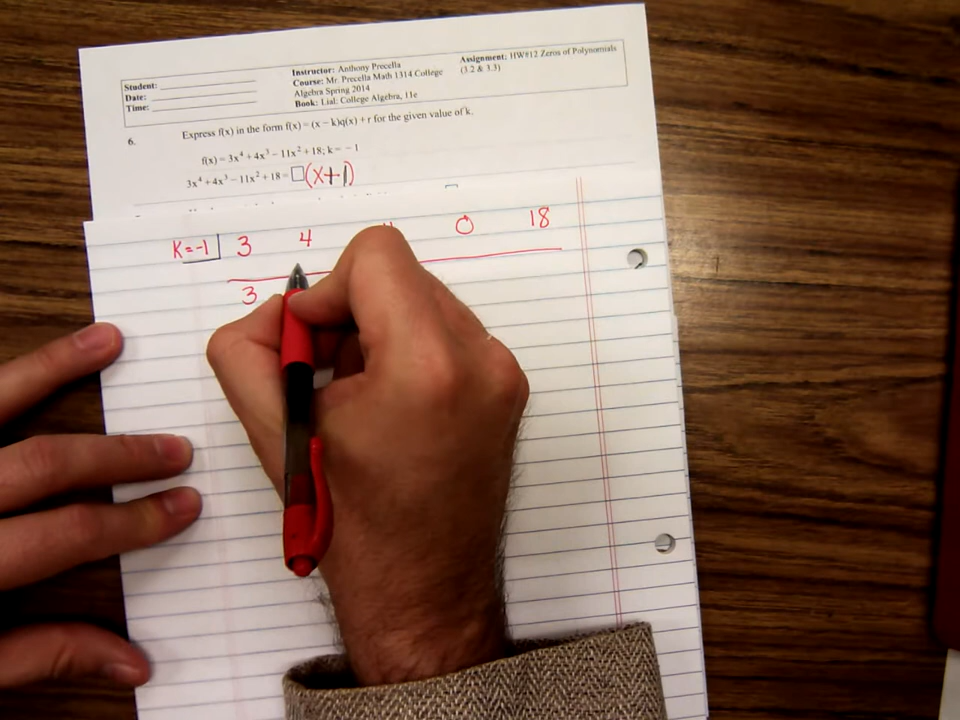 Student:
Date:
Time:
Instructor: Anthony Precella
Course: Mr. Precella Math 1314 College
Algebra Spring 2014
Book: Lial: College Algebra, 11e
Assignment: HW#12 Zeros of Polynomials
(3.2 & 3.3)
6. Express f(x) in the form f(x) = (x − k)q(x) + r for the given value of k.
f(x) = 3x⁴ + 4x³ − 11x² + 18; k = − 1
3x⁴ + 4x³ − 11x² + 18 = □(x+1)
K=-1 3 4 0 18
3